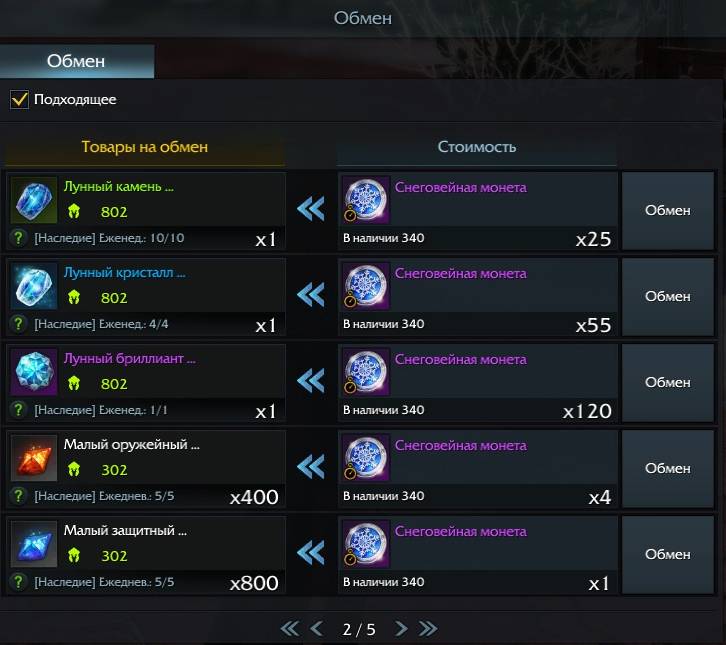 Обмен
Обмен
Подходящее
Товары на обмен
Стоимость
Лунный камень ...
802
? [Наследие] Еженед.: 10/10
x1
Снеговейная монета
В наличии 340
x25
Обмен
Лунный кристалл ...
802
? [Наследие] Еженед.: 4/4
x1
Снеговейная монета
В наличии 340
x55
Обмен
Лунный бриллиант ...
802
? [Наследие] Еженед.: 1/1
x1
Снеговейная монета
В наличии 340
x120
Обмен
Малый оружейный ...
302
? [Наследие] Ежеднев.: 5/5
x400
Снеговейная монета
В наличии 340
x4
Обмен
Малый защитный ...
302
? [Наследие] Ежеднев.: 5/5
x800
Снеговейная монета
В наличии 340
x1
Обмен
2 / 5